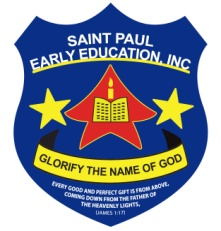 SAINT PAUL
EARLY EDUCATION, INC
GLORIFY THE NAME OF GOD
EVERY GOOD AND PERFECT GIFT IS FROM ABOVE,
COMING DOWN FROM THE FATHER OF
THE HEAVENLY LIGHTS,
(JAMES 1:17)